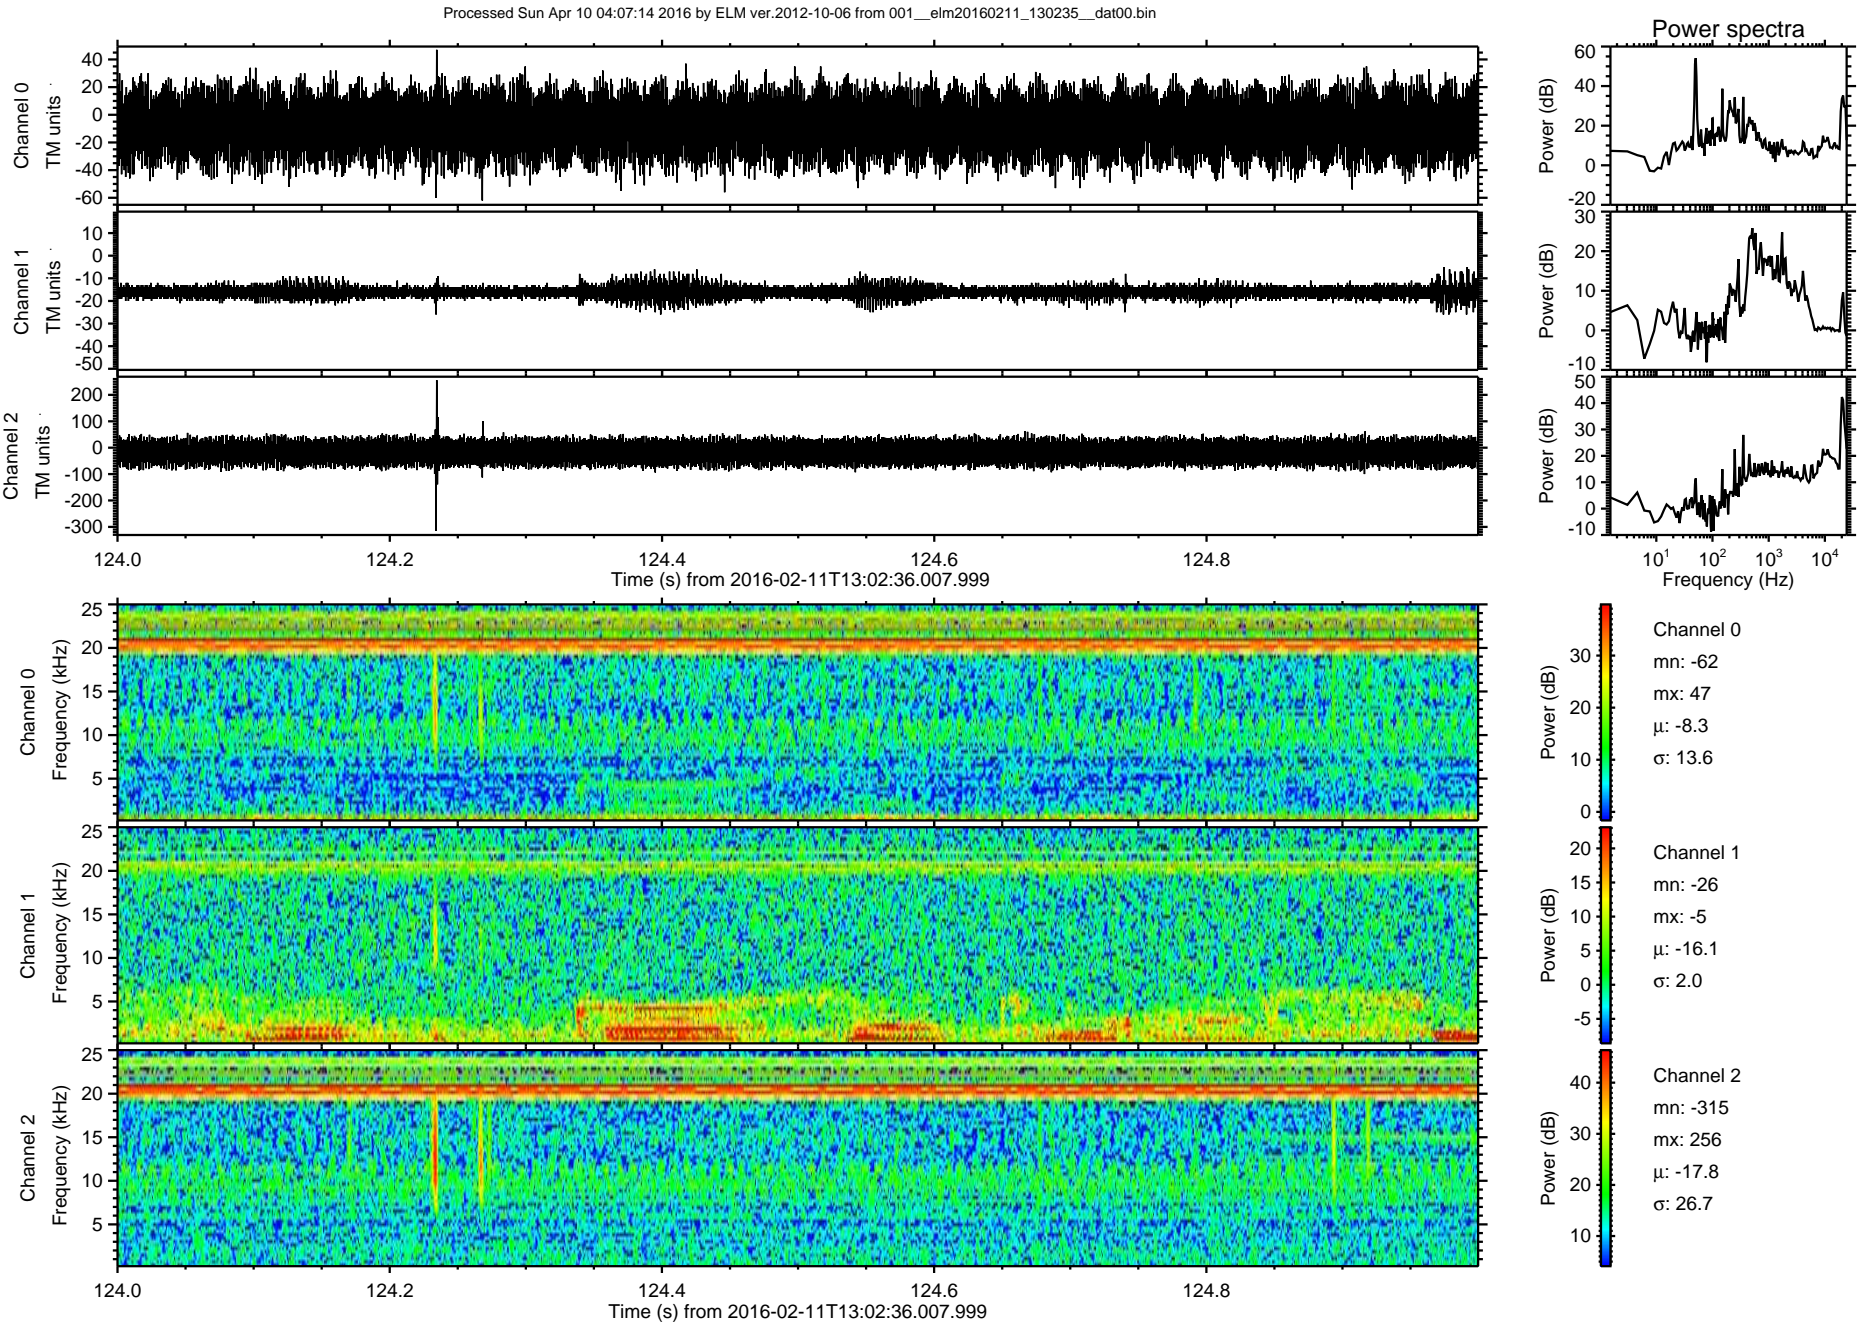 Processed Sun Apr 10 04:07:14 2016 by ELM ver.2012-10-06 from 001__elm20160211_130235__dat00.bin
Power spectra
Channel 0
TM units
40
20
0
-20
-40
-60
Power (dB)
60
40
20
0
-20
Channel 1
TM units
10
0
-10
-20
-30
-40
-50
Power (dB)
30
20
10
0
-10
Channel 2
TM units
200
100
0
-100
-200
-300
Power (dB)
50
40
30
20
10
0
-10
124.0 124.2 124.4 124.6 124.8
Time (s) from 2016-02-11T13:02:36.007.999
10^1 10^2 10^3 10^4
Frequency (Hz)
Channel 0
Frequency (kHz)
25
20
15
10
5
Power (dB)
30
20
10
0
Channel 0
mn: -62
mx: 47
μ: -8.3
σ: 13.6
Channel 1
Frequency (kHz)
25
20
15
10
5
Power (dB)
20
15
10
5
0
-5
Channel 1
mn: -26
mx: -5
μ: -16.1
σ: 2.0
Channel 2
Frequency (kHz)
25
20
15
10
5
Power (dB)
40
30
20
10
Channel 2
mn: -315
mx: 256
μ: -17.8
σ: 26.7
124.0 124.2 124.4 124.6 124.8
Time (s) from 2016-02-11T13:02:36.007.999